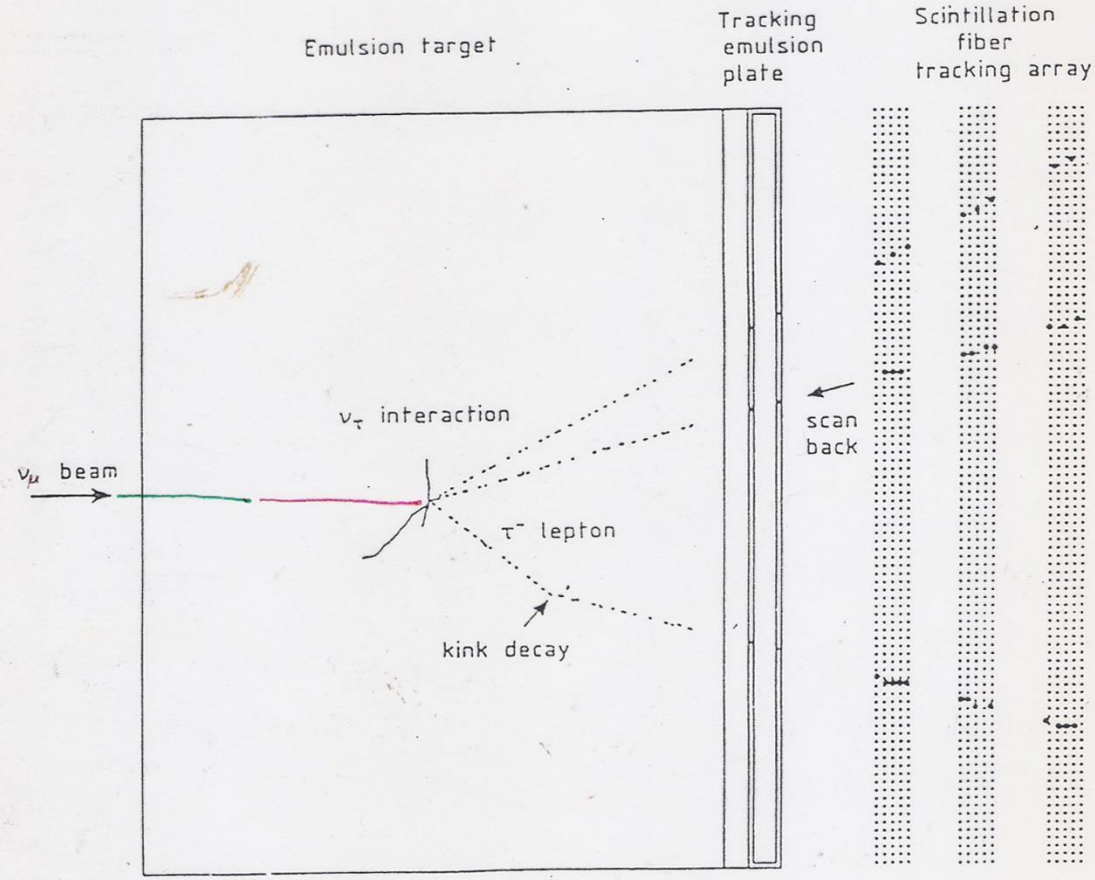 Emulsion target
Tracking
emulsion
plate
Scintillation
fiber
tracking array
ντ interaction
νμ beam
scan
back
τ⁻ lepton
kink decay